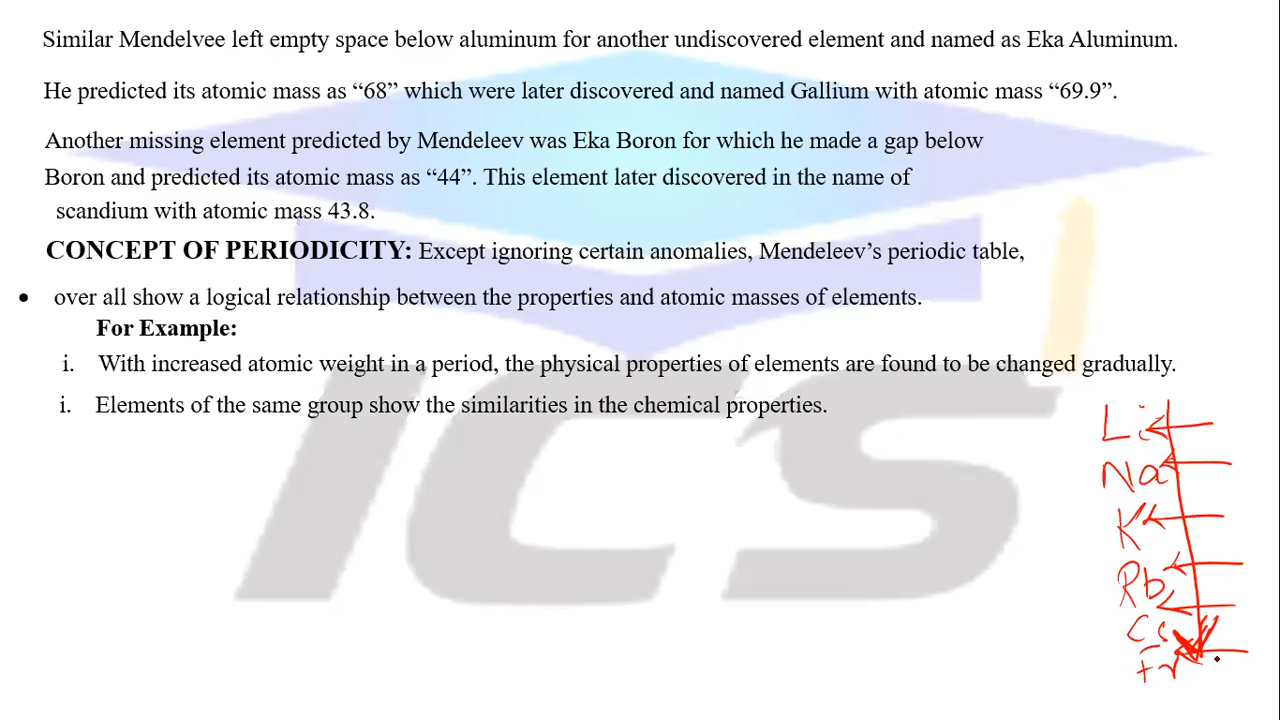 Similar Mendelvee left empty space below aluminum for another undiscovered element and named as Eka Aluminum.
He predicted its atomic mass as “68” which were later discovered and named Gallium with atomic mass “69.9”.
Another missing element predicted by Mendeleev was Eka Boron for which he made a gap below
Boron and predicted its atomic mass as “44”. This element later discovered in the name of
scandium with atomic mass 43.8.
CONCEPT OF PERIODICITY: Except ignoring certain anomalies, Mendeleev’s periodic table,
• over all show a logical relationship between the properties and atomic masses of elements.
For Example:
i. With increased atomic weight in a period, the physical properties of elements are found to be changed gradually.
i. Elements of the same group show the similarities in the chemical properties.
ICS
Li
Na
K
Rb
Cs
Fr